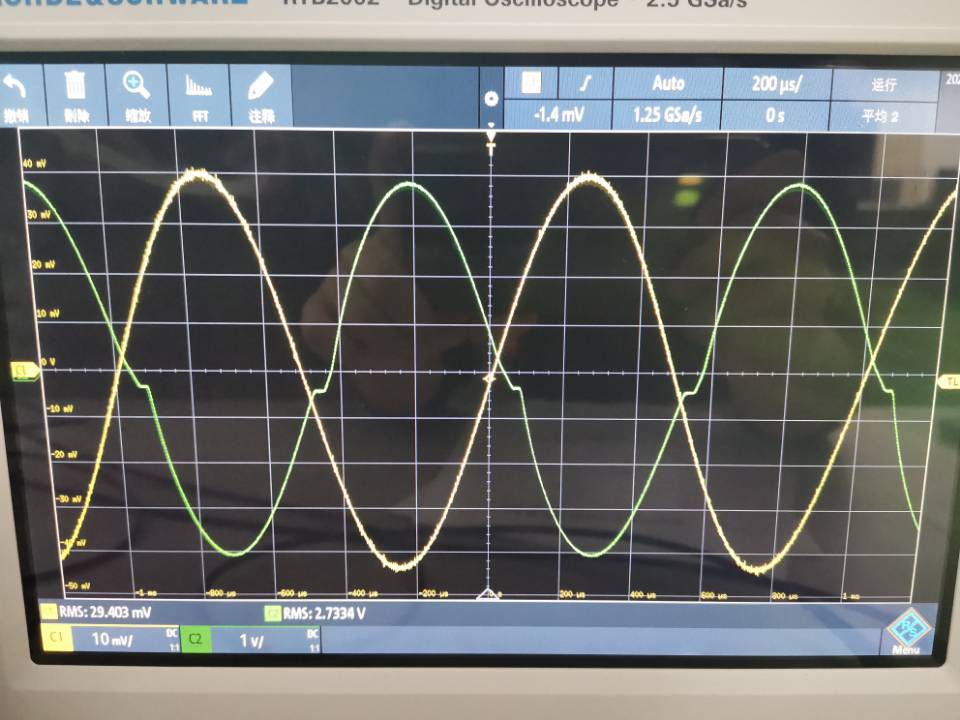 RTB2002 Digital Oscilloscope · 2.5 GSa/s
撤销 删除 缩放 FFT 注释
Auto 200 µs/ 运行 202
-1.4 mV 1.25 GSa/s 0 s 平均 2
T
40 mV
30 mV
20 mV
10 mV
C1 0 V
TL
-10 mV
-20 mV
-30 mV
-40 mV
-50 mV -1 ms -800 µs -600 µs -400 µs -200 µs 200 µs 400 µs 600 µs 800 µs 1 ms
C1 RMS: 29.403 mV C2 RMS: 2.7334 V
C1 10 mV/ DC 1:1 C2 1 V/ DC 1:1
R&S
Menu